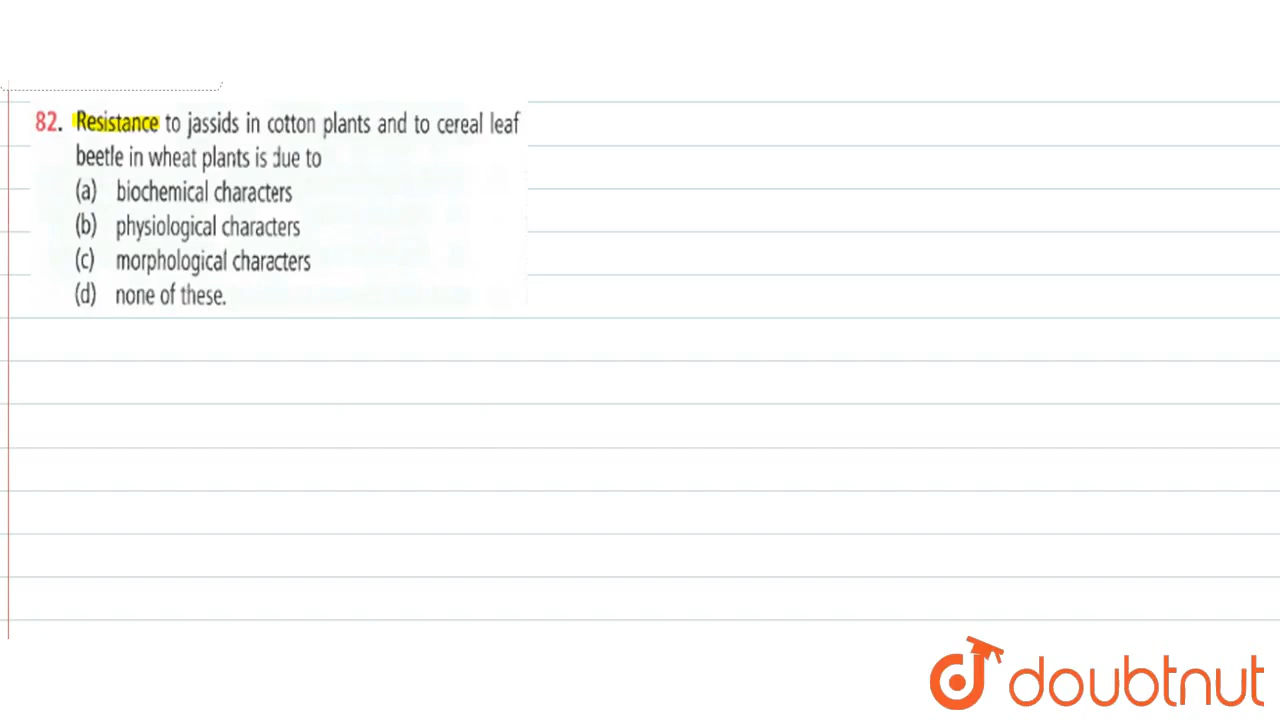 82. Resistance to jassids in cotton plants and to cereal leaf
beetle in wheat plants is due to
(a) biochemical characters
(b) physiological characters
(c) morphological characters
(d) none of these.
doubtnut